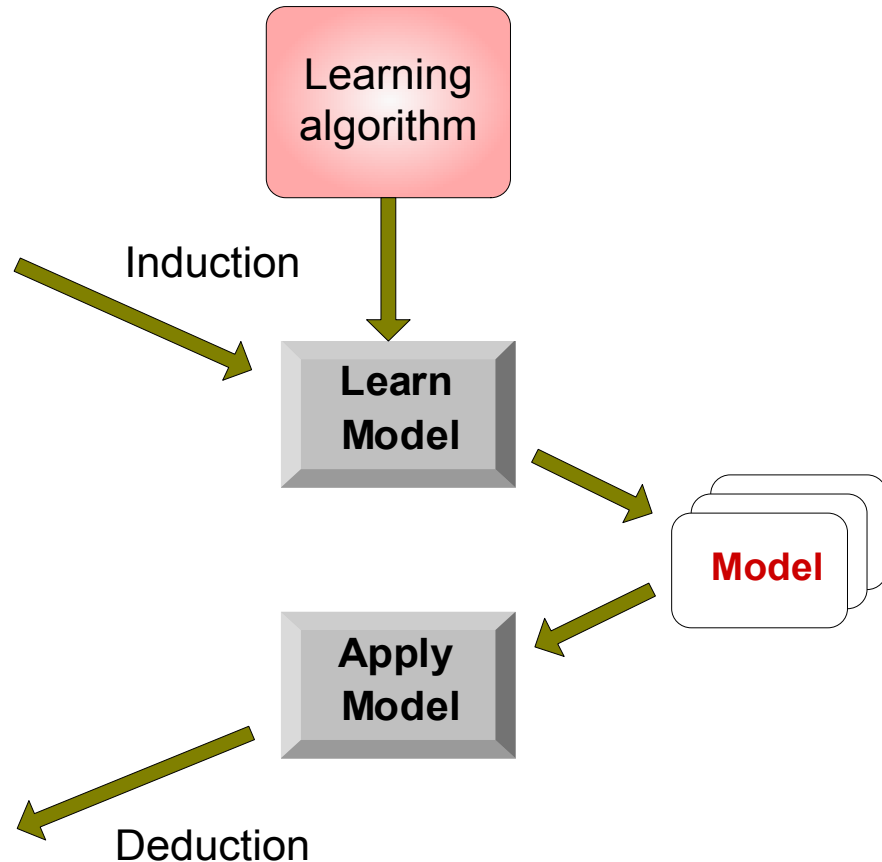 Learning
algorithm
Induction
Learn
Model
Model
Apply
Model
Deduction